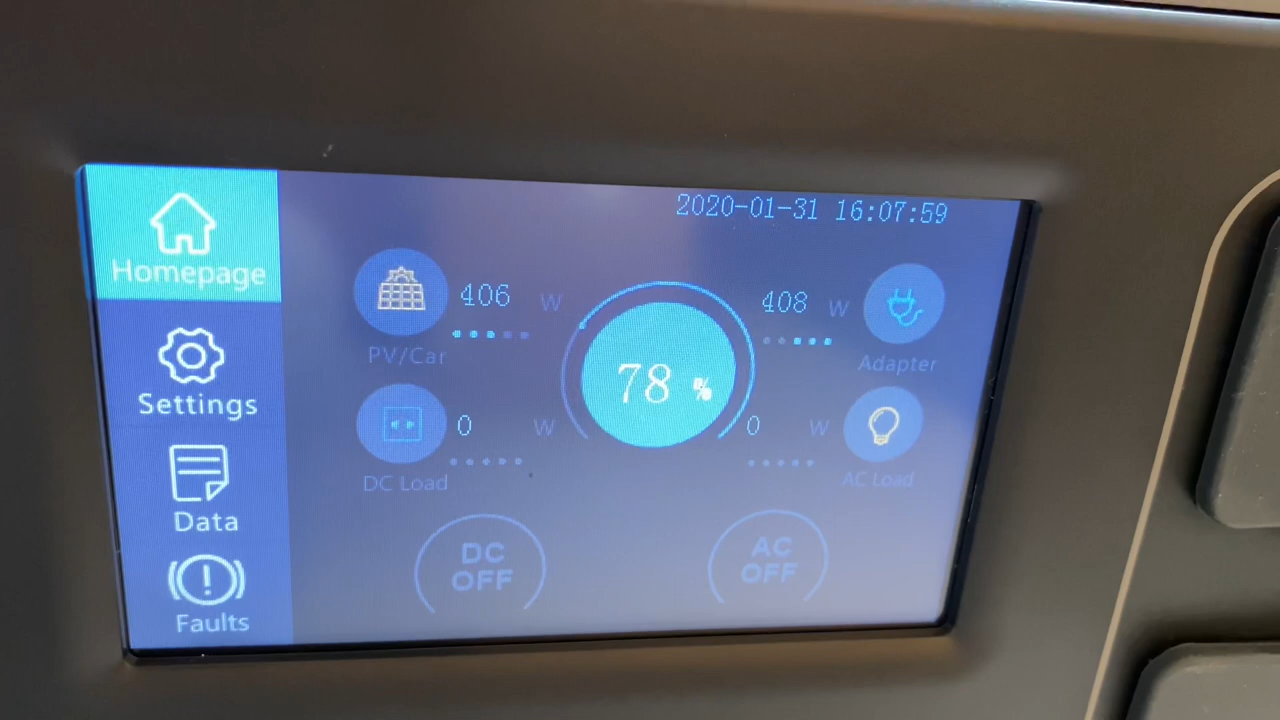 2020-01-31 16:07:59
Homepage
Settings
Data
Faults
406 W
PV/Car
408 W
Adapter
78 %
0 W
DC Load
0 W
AC Load
DC
OFF
AC
OFF